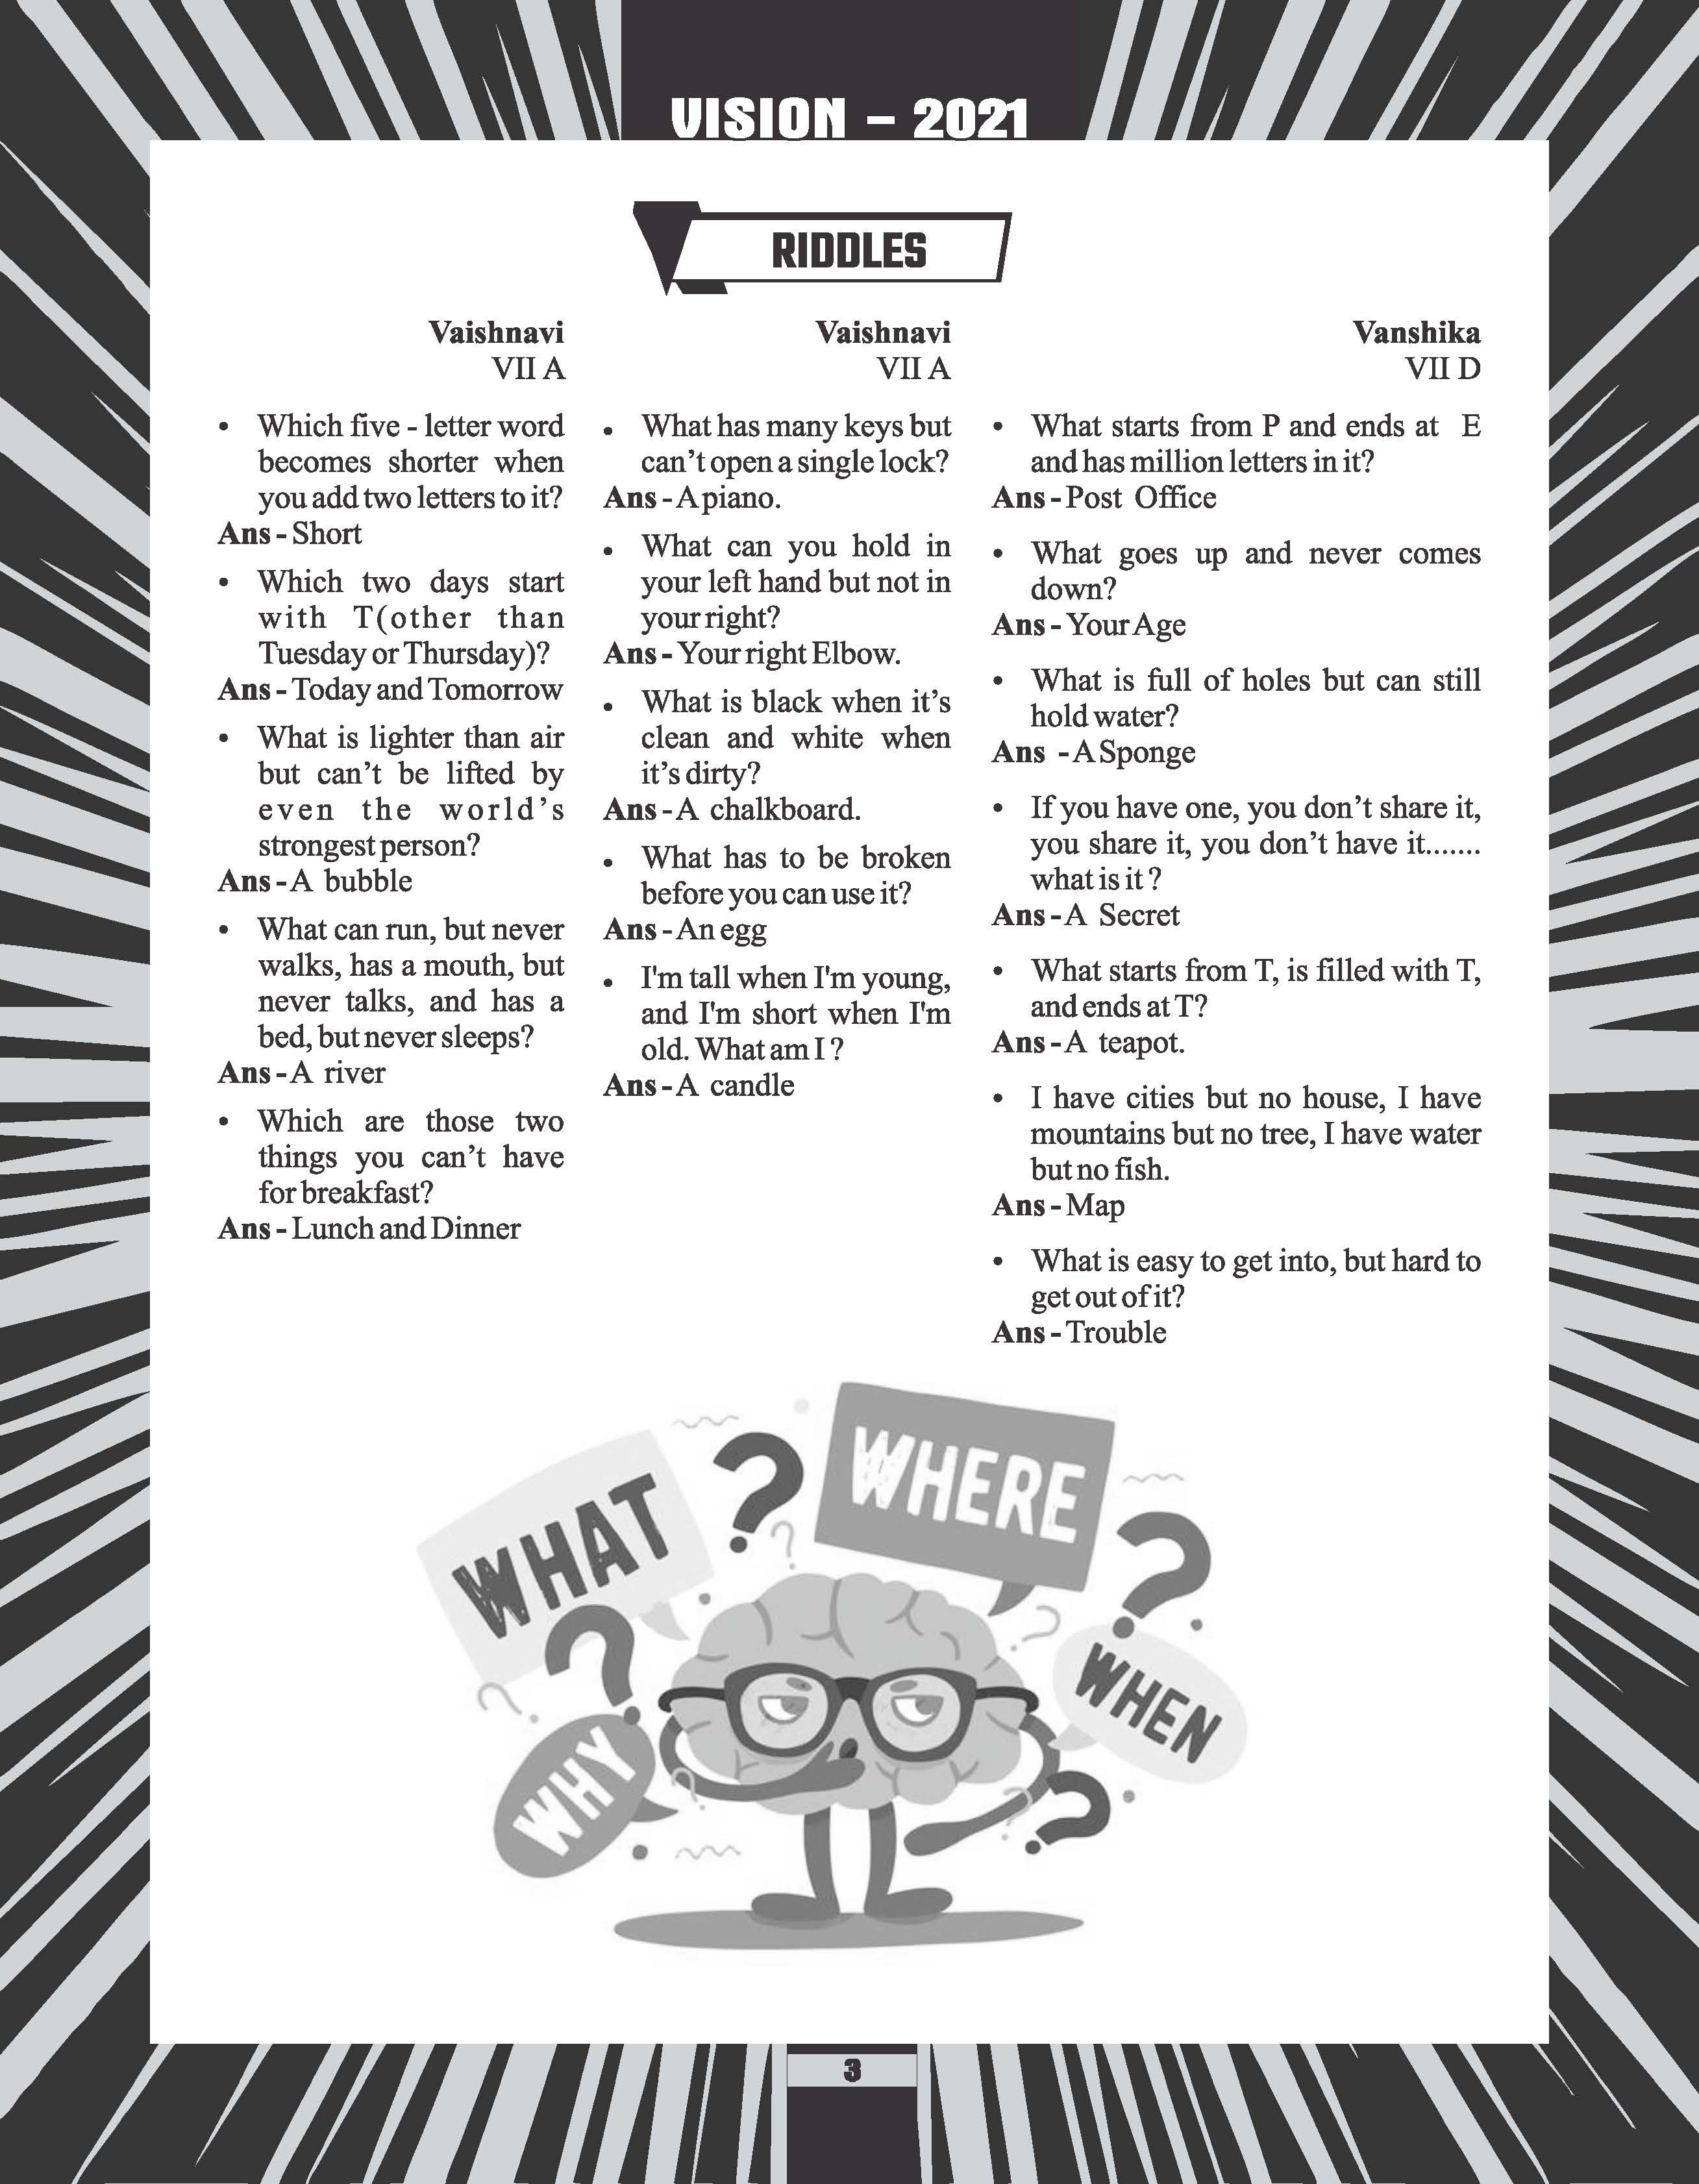 VISION – 2021
RIDDLES
Vaishnavi
VII A
• Which five - letter word
becomes shorter when
you add two letters to it?
Ans - Short
• Which two days start
with T(other than
Tuesday or Thursday)?
Ans - Today and Tomorrow
• What is lighter than air
but can’t be lifted by
even the world’s
strongest person?
Ans - A bubble
• What can run, but never
walks, has a mouth, but
never talks, and has a
bed, but never sleeps?
Ans - A river
• Which are those two
things you can’t have
for breakfast?
Ans - Lunch and Dinner
Vaishnavi
VII A
• What has many keys but
can’t open a single lock?
Ans - A piano.
• What can you hold in
your left hand but not in
your right?
Ans - Your right Elbow.
• What is black when it’s
clean and white when
it’s dirty?
Ans - A chalkboard.
• What has to be broken
before you can use it?
Ans - An egg
• I'm tall when I'm young,
and I'm short when I'm
old. What am I ?
Ans - A candle
Vanshika
VII D
• What starts from P and ends at E
and has million letters in it?
Ans - Post Office
• What goes up and never comes
down?
Ans - Your Age
• What is full of holes but can still
hold water?
Ans - A Sponge
• If you have one, you don’t share it,
you share it, you don’t have it.......
what is it ?
Ans - A Secret
• What starts from T, is filled with T,
and ends at T?
Ans - A teapot.
• I have cities but no house, I have
mountains but no tree, I have water
but no fish.
Ans - Map
• What is easy to get into, but hard to
get out of it?
Ans - Trouble
WHAT
?
WHERE
?
?
?
?
WHEN
?
?
WHY
?
?
?
3